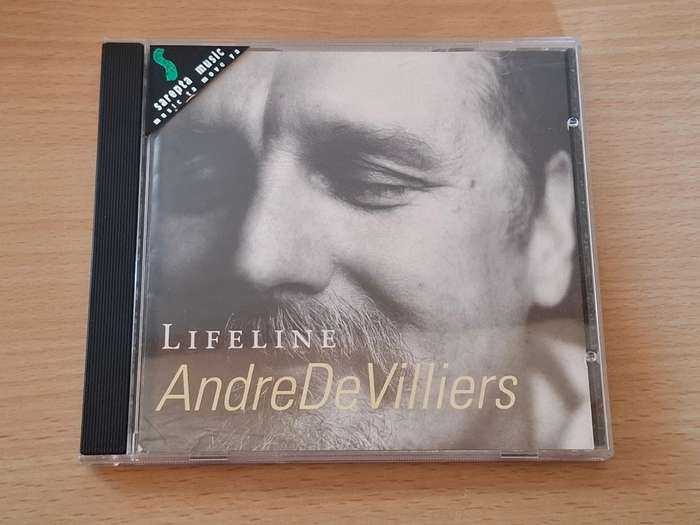 sarepta music
music to move ya
LIFELINE
AndreDeVilliers